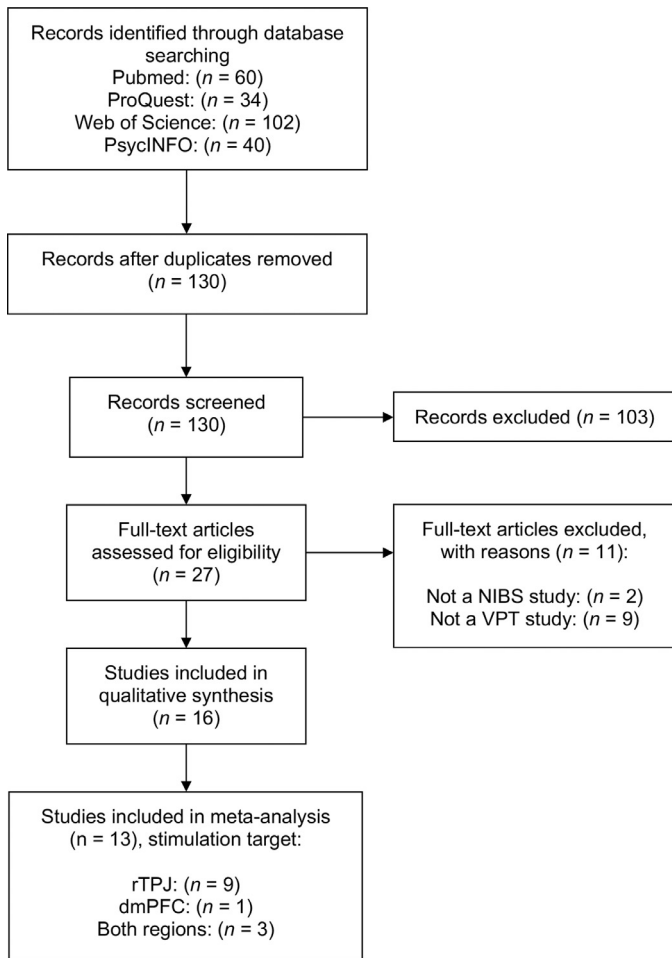 Records identified through database
searching
Pubmed: (n = 60)
ProQuest: (n = 34)
Web of Science: (n = 102)
PsycINFO: (n = 40)
Records after duplicates removed
(n = 130)
Records screened
(n = 130)
Records excluded (n = 103)
Full-text articles
assessed for eligibility
(n = 27)
Full-text articles excluded,
with reasons (n = 11):
Not a NIBS study: (n = 2)
Not a VPT study: (n = 9)
Studies included in
qualitative synthesis
(n = 16)
Studies included in meta-analysis
(n = 13), stimulation target:
rTPJ: (n = 9)
dmPFC: (n = 1)
Both regions: (n = 3)